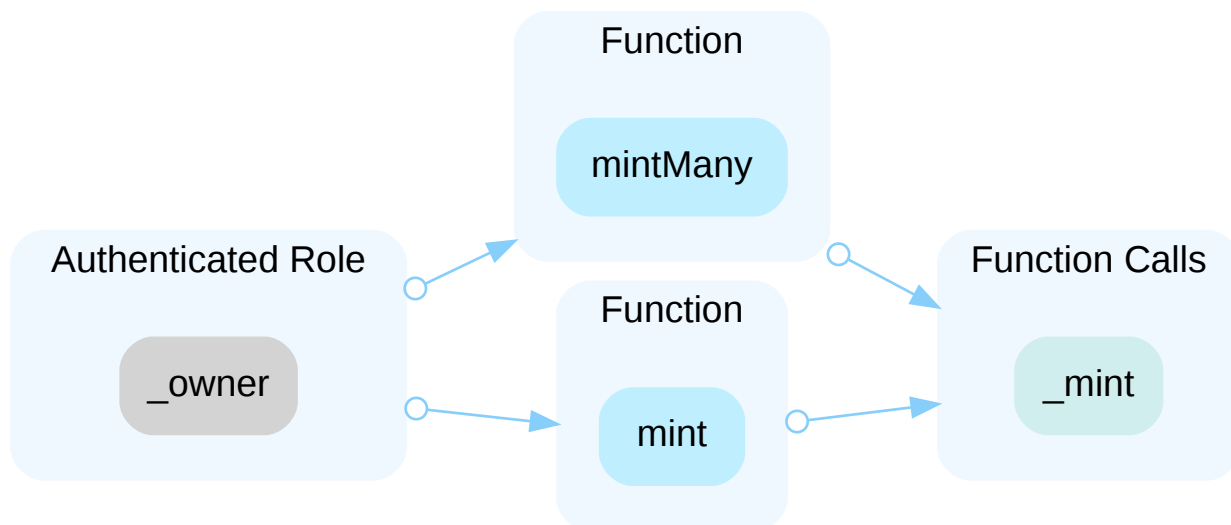 Authenticated Role
_owner
Function
mintMany
Function
mint
Function Calls
_mint